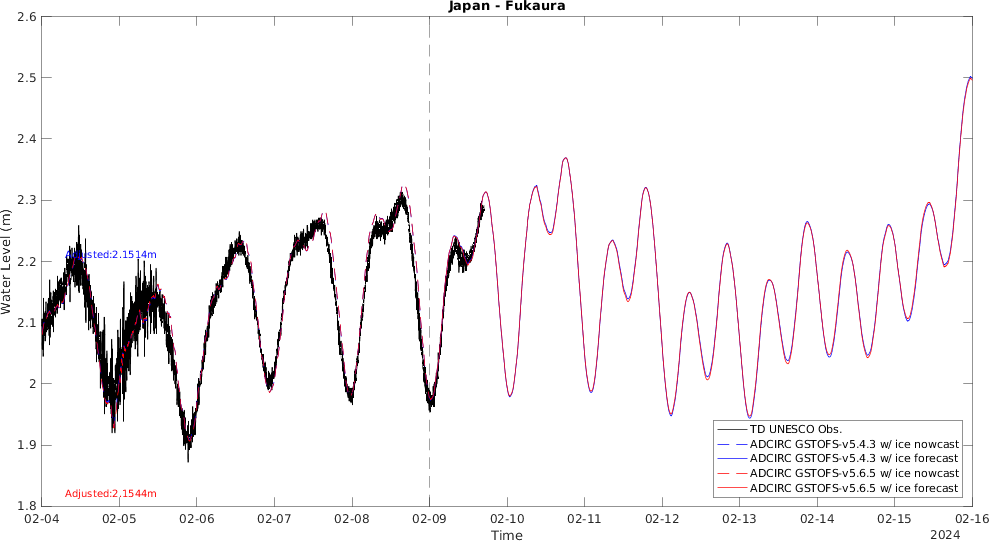 Japan - Fukaura
2.6
2.5
2.4
2.3
2.2
2.1
2
1.9
1.8
Water Level (m)
Adjusted:2.1514m
Adjusted:2.1544m
TD UNESCO Obs.
ADCIRC GSTOFS-v5.4.3 w/ ice nowcast
ADCIRC GSTOFS-v5.4.3 w/ ice forecast
ADCIRC GSTOFS-v5.6.5 w/ ice nowcast
ADCIRC GSTOFS-v5.6.5 w/ ice forecast
02-04 02-05 02-06 02-07 02-08 02-09 02-10 02-11 02-12 02-13 02-14 02-15 02-16
Time
2024